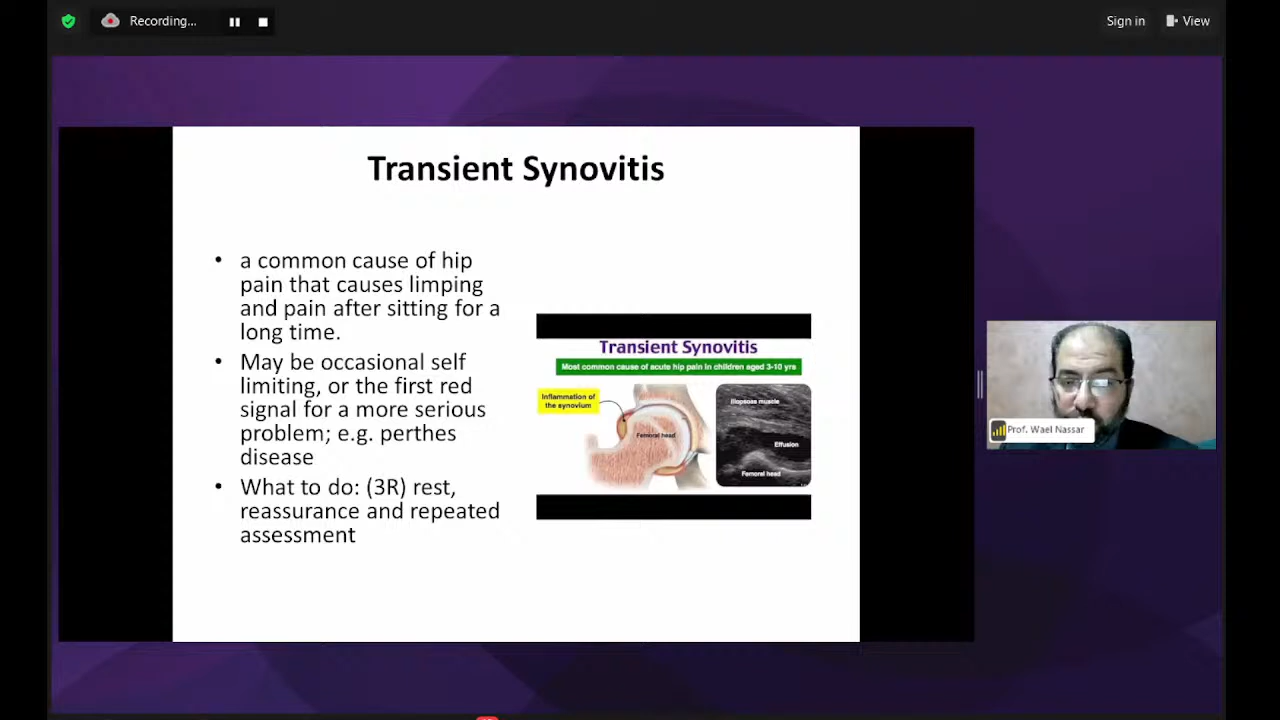 Recording...
Sign in
View
Transient Synovitis
• a common cause of hip
pain that causes limping
and pain after sitting for a
long time.
• May be occasional self
limiting, or the first red
signal for a more serious
problem; e.g. perthes
disease
• What to do: (3R) rest,
reassurance and repeated
assessment
Transient Synovitis
Most common cause of acute hip pain in children aged 3-10 yrs
Inflammation of
the synovium
Femoral head
Iliopsoas muscle
Effusion
Femoral head
Prof. Wael Nassar